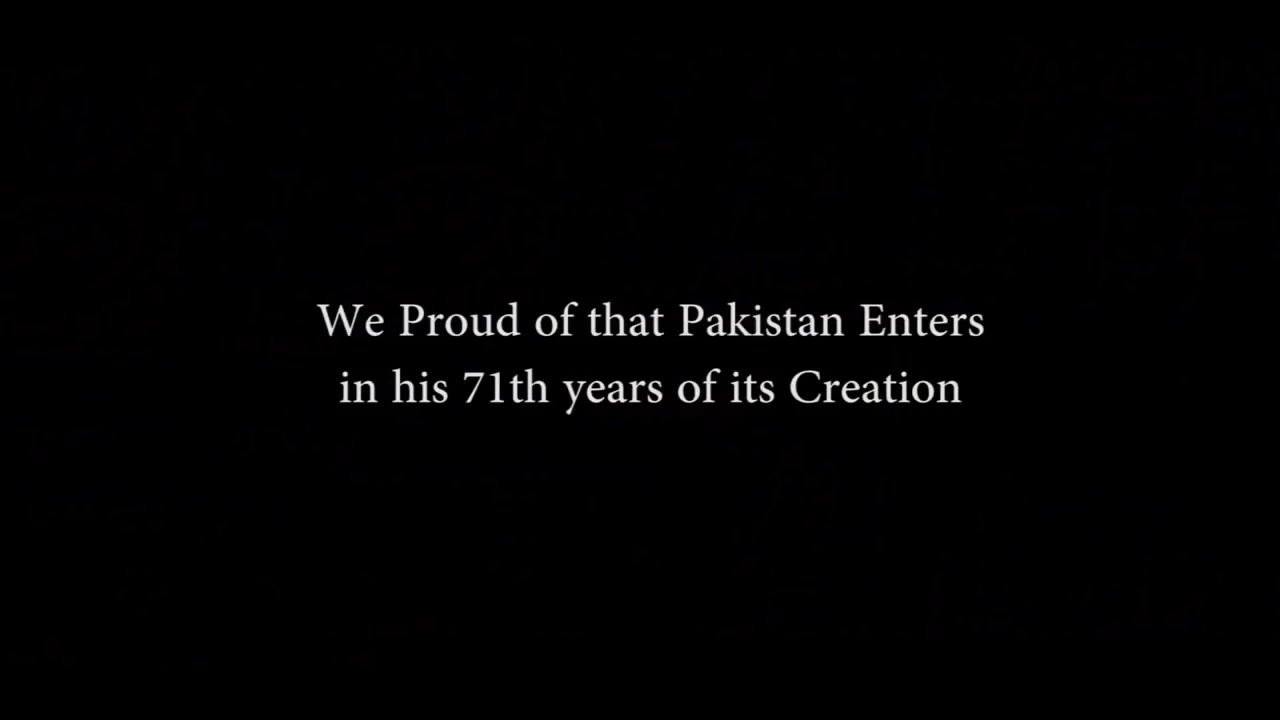 We Proud of that Pakistan Enters
in his 71th years of its Creation